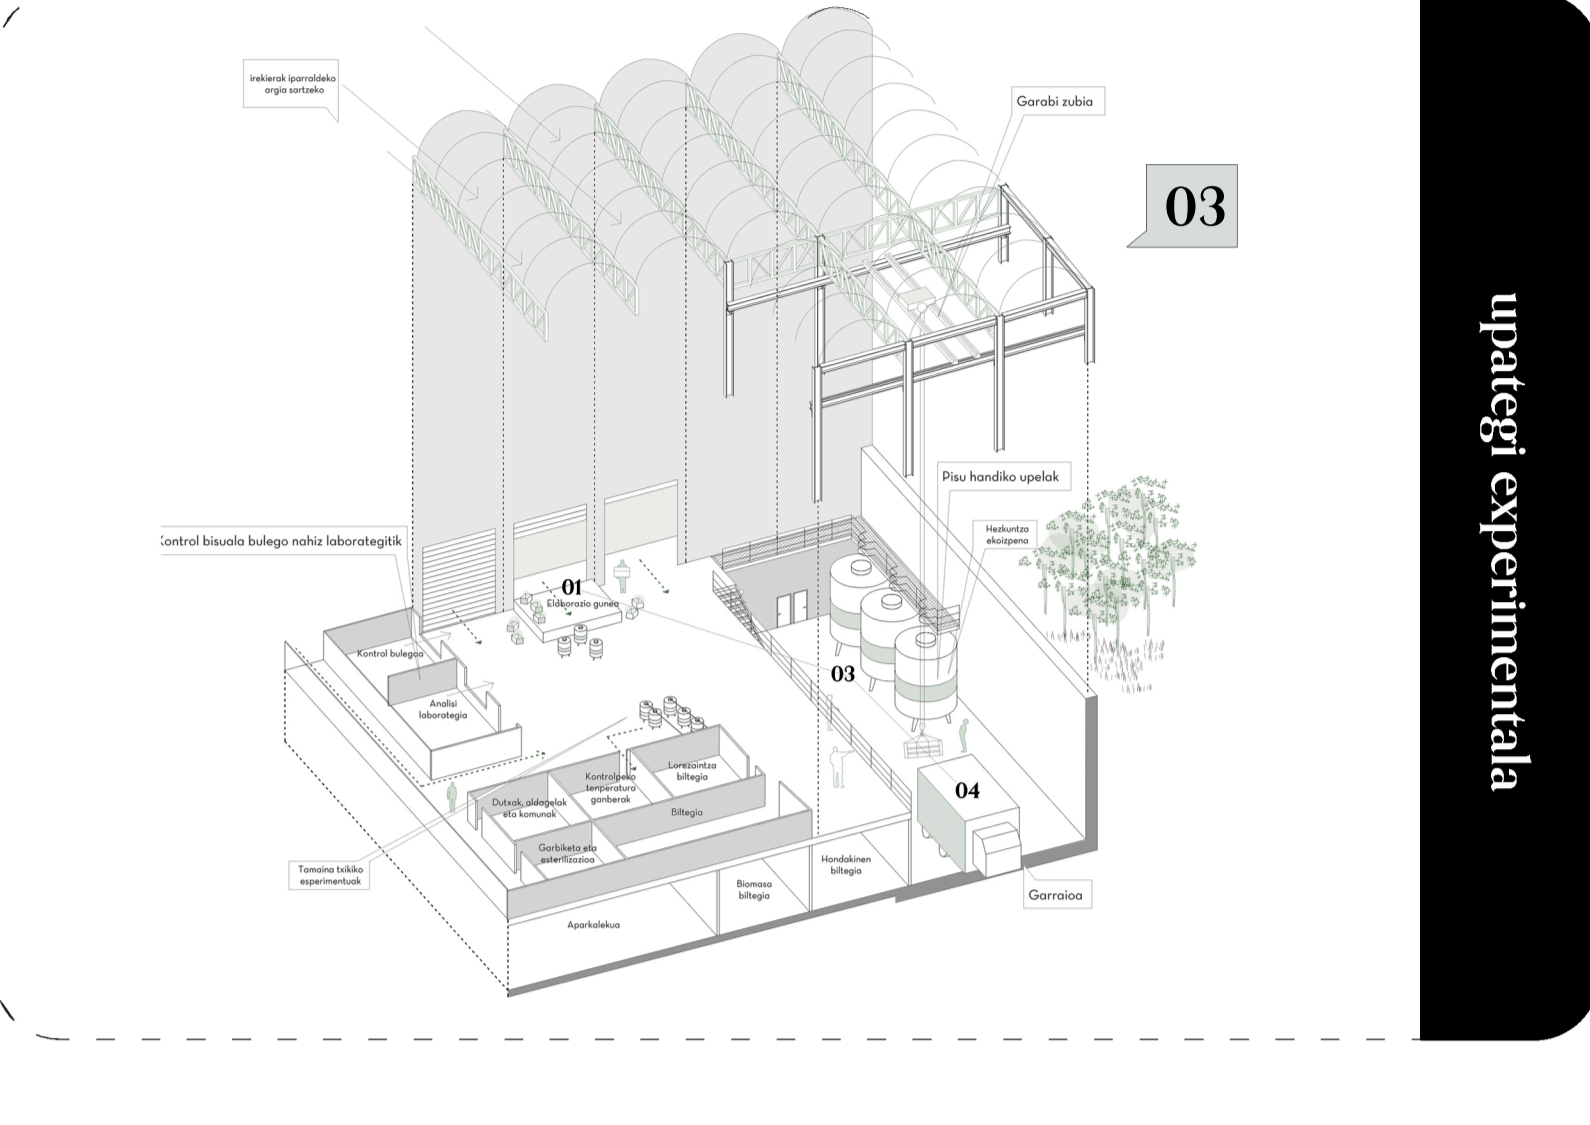 irekierak iparraldeko
argia sartzeko
Garabi zubia
03
upategi experimentala
Pisu handiko upelak
Hezkuntza
ekoizpena
Kontrol bisuala bulego nahiz laborategitik
01
Elaborazio gunea
Kontrol bulegoa
Analisi
laborategia
03
04
Lorezaintza
biltegia
Kontrolpeko
tenperatura
ganberak
Dutxak, aldagelak
eta komunak
Biltegia
Garbiketa eta
esterilizazioa
Tamaina txikiko
esperimentuak
Hondakinen
biltegia
Biomasa
biltegia
Aparkalekua
Garraioa